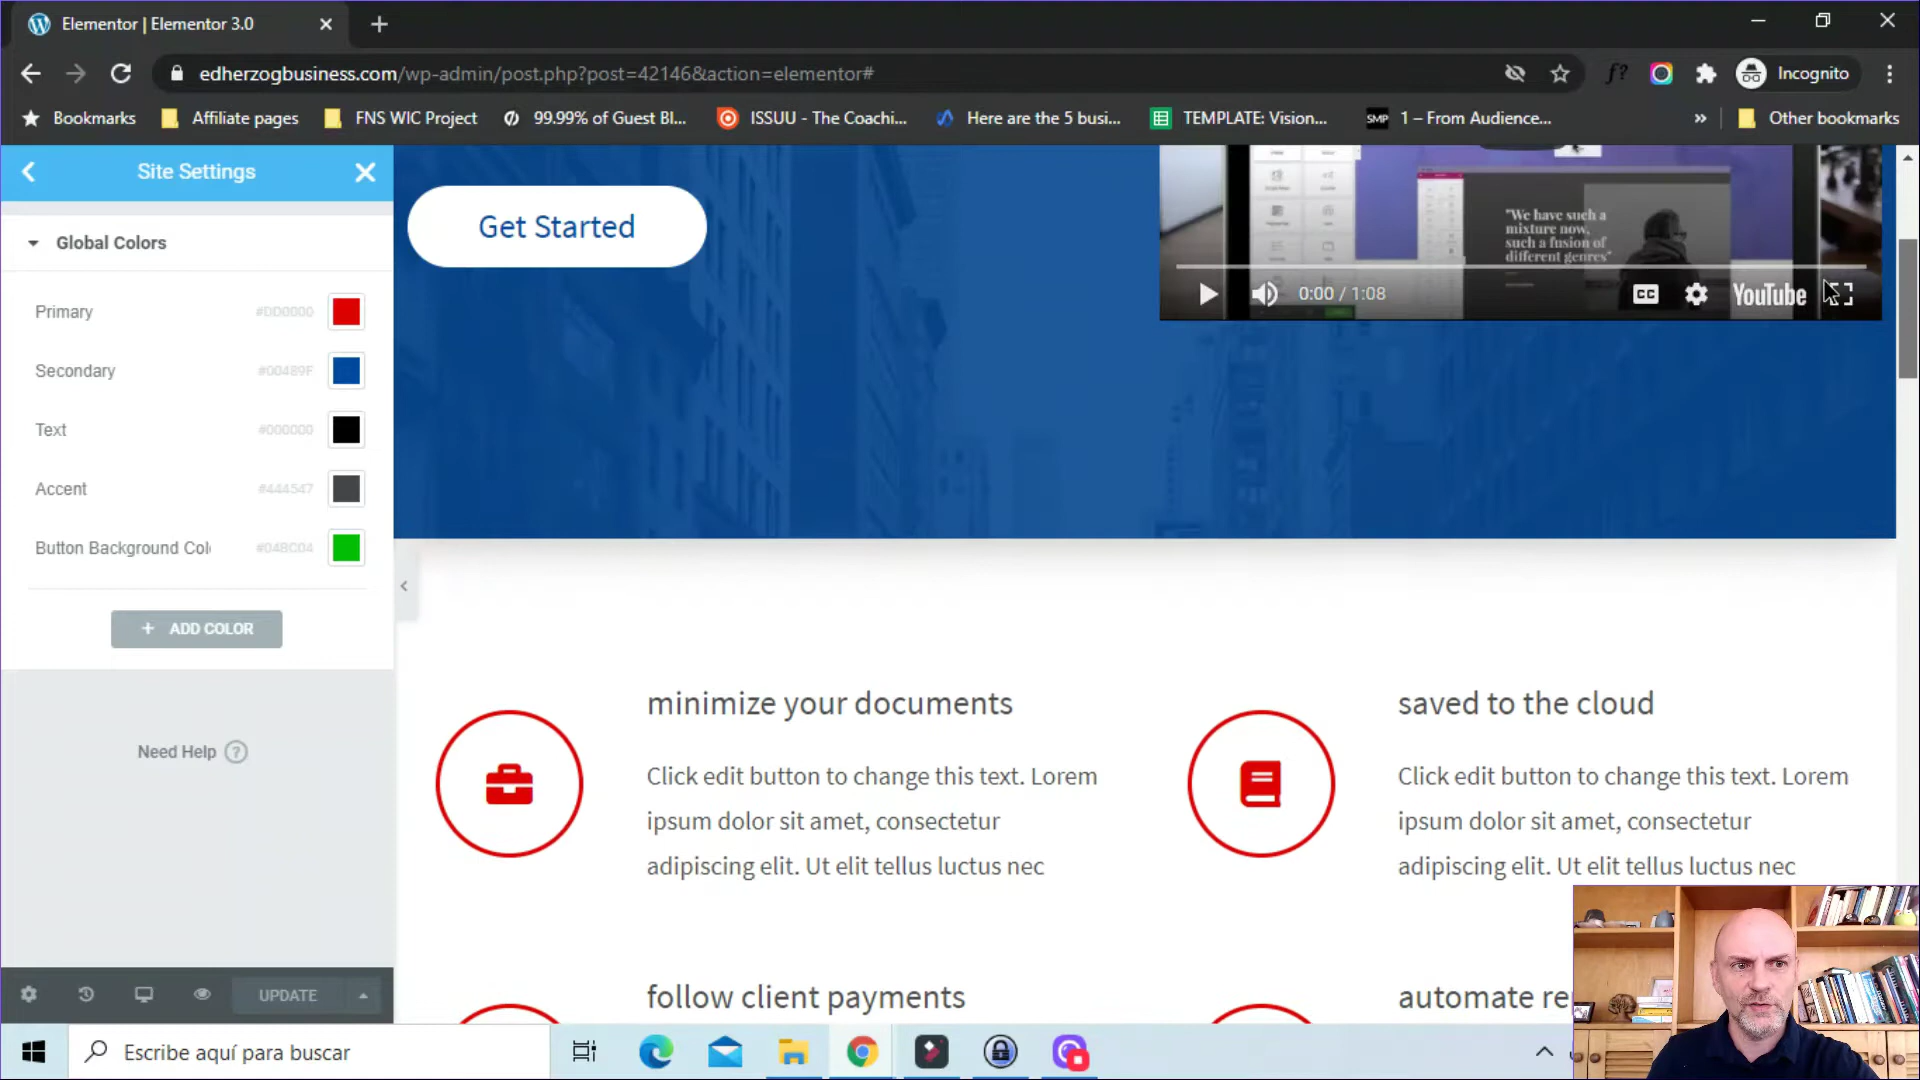 Elementor | Elementor 3.0
edherzogbusiness.com/wp-admin/post.php?post=42146&action=elementor#
f?
Incognito
Bookmarks
Affiliate pages
FNS WIC Project
99.99% of Guest Bl...
ISSUU - The Coachi...
Here are the 5 busi...
TEMPLATE: Vision...
SMP
1 – From Audience...
»
Other bookmarks
Site Settings
Global Colors
Primary #DD0000
Secondary #00489F
Text #000000
Accent #444547
Button Background Col #04BC04
+ ADD COLOR
Need Help ?
UPDATE
Get Started
"We have such a
mixture now,
such a fusion of
different genres"
0:00 / 1:08
CC
YouTube
minimize your documents
Click edit button to change this text. Lorem
ipsum dolor sit amet, consectetur
adipiscing elit. Ut elit tellus luctus nec
saved to the cloud
Click edit button to change this text. Lorem
ipsum dolor sit amet, consectetur
adipiscing elit. Ut elit tellus luctus nec
follow client payments
automate re
Escribe aquí para buscar